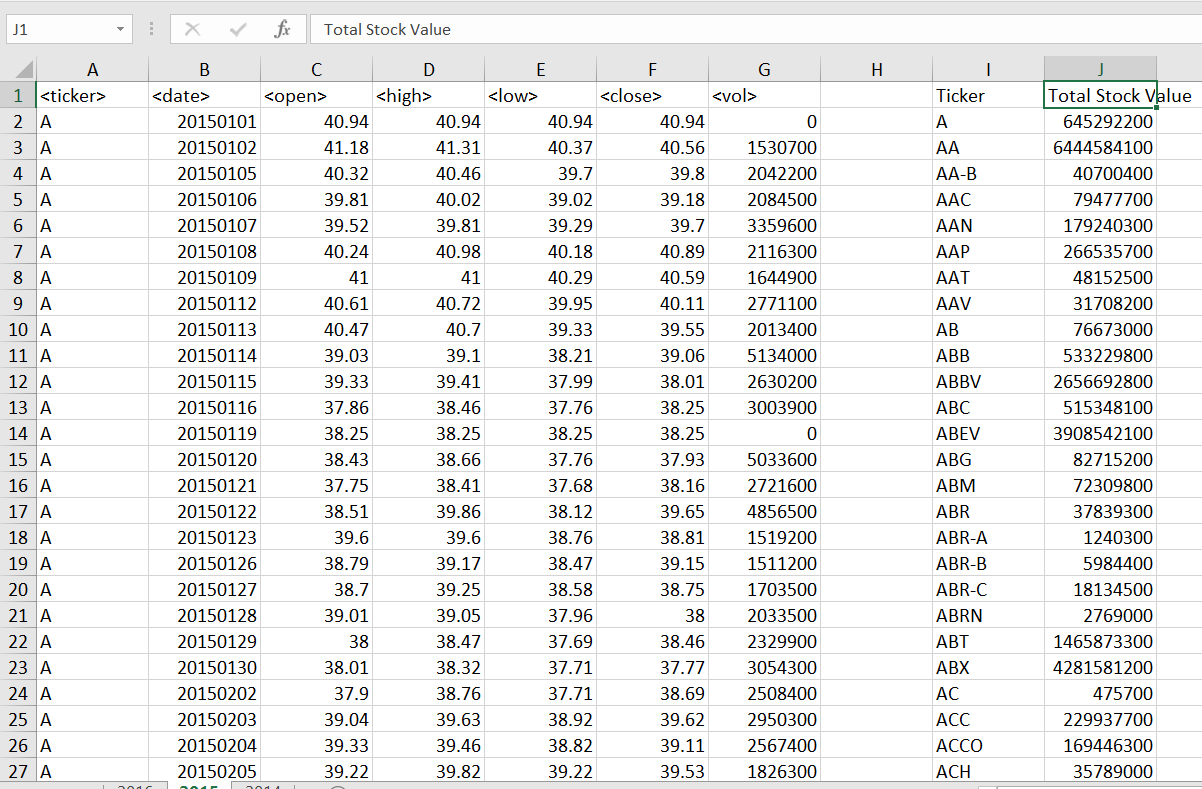 J1 fx Total Stock Value
A B C D E F G H I J
1 <ticker> <date> <open> <high> <low> <close> <vol> Ticker Total Stock Value
2 A 20150101 40.94 40.94 40.94 40.94 0 A 645292200
3 A 20150102 41.18 41.31 40.37 40.56 1530700 AA 6444584100
4 A 20150105 40.32 40.46 39.7 39.8 2042200 AA-B 40700400
5 A 20150106 39.81 40.02 39.02 39.18 2084500 AAC 79477700
6 A 20150107 39.52 39.81 39.29 39.7 3359600 AAN 179240300
7 A 20150108 40.24 40.98 40.18 40.89 2116300 AAP 266535700
8 A 20150109 41 41 40.29 40.59 1644900 AAT 48152500
9 A 20150112 40.61 40.72 39.95 40.11 2771100 AAV 31708200
10 A 20150113 40.47 40.7 39.33 39.55 2013400 AB 76673000
11 A 20150114 39.03 39.1 38.21 39.06 5134000 ABB 533229800
12 A 20150115 39.33 39.41 37.99 38.01 2630200 ABBV 2656692800
13 A 20150116 37.86 38.46 37.76 38.25 3003900 ABC 515348100
14 A 20150119 38.25 38.25 38.25 38.25 0 ABEV 3908542100
15 A 20150120 38.43 38.66 37.76 37.93 5033600 ABG 82715200
16 A 20150121 37.75 38.41 37.68 38.16 2721600 ABM 72309800
17 A 20150122 38.51 39.86 38.12 39.65 4856500 ABR 37839300
18 A 20150123 39.6 39.6 38.76 38.81 1519200 ABR-A 1240300
19 A 20150126 38.79 39.17 38.47 39.15 1511200 ABR-B 5984400
20 A 20150127 38.7 39.25 38.58 38.75 1703500 ABR-C 18134500
21 A 20150128 39.01 39.05 37.96 38 2033500 ABRN 2769000
22 A 20150129 38 38.47 37.69 38.46 2329900 ABT 1465873300
23 A 20150130 38.01 38.32 37.71 37.77 3054300 ABX 4281581200
24 A 20150202 37.9 38.76 37.71 38.69 2508400 AC 475700
25 A 20150203 39.04 39.63 38.92 39.62 2950300 ACC 229937700
26 A 20150204 39.33 39.46 38.82 39.11 2567400 ACCO 169446300
27 A 20150205 39.22 39.82 39.22 39.53 1826300 ACH 35789000
2016 2015 2014